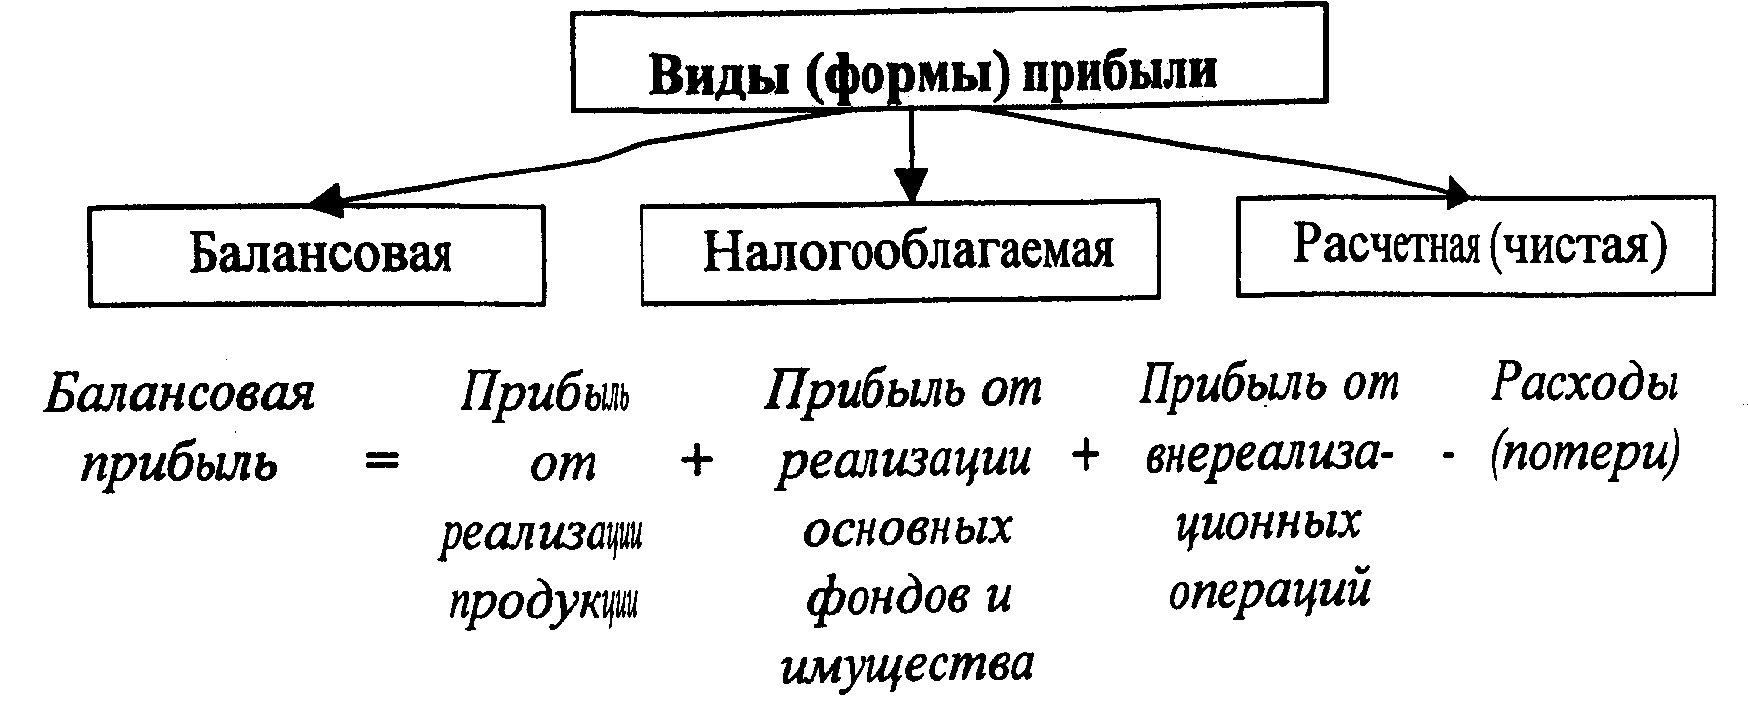 Виды (формы) прибыли
Балансовая
Налогооблагаемая
Расчетная (чистая)
Балансовая Прибыль Прибыль от Прибыль от Расходы
прибыль = от + реализации + внереализа- - (потери)
реализации основных ционных
продукции фондов и операций
имущества